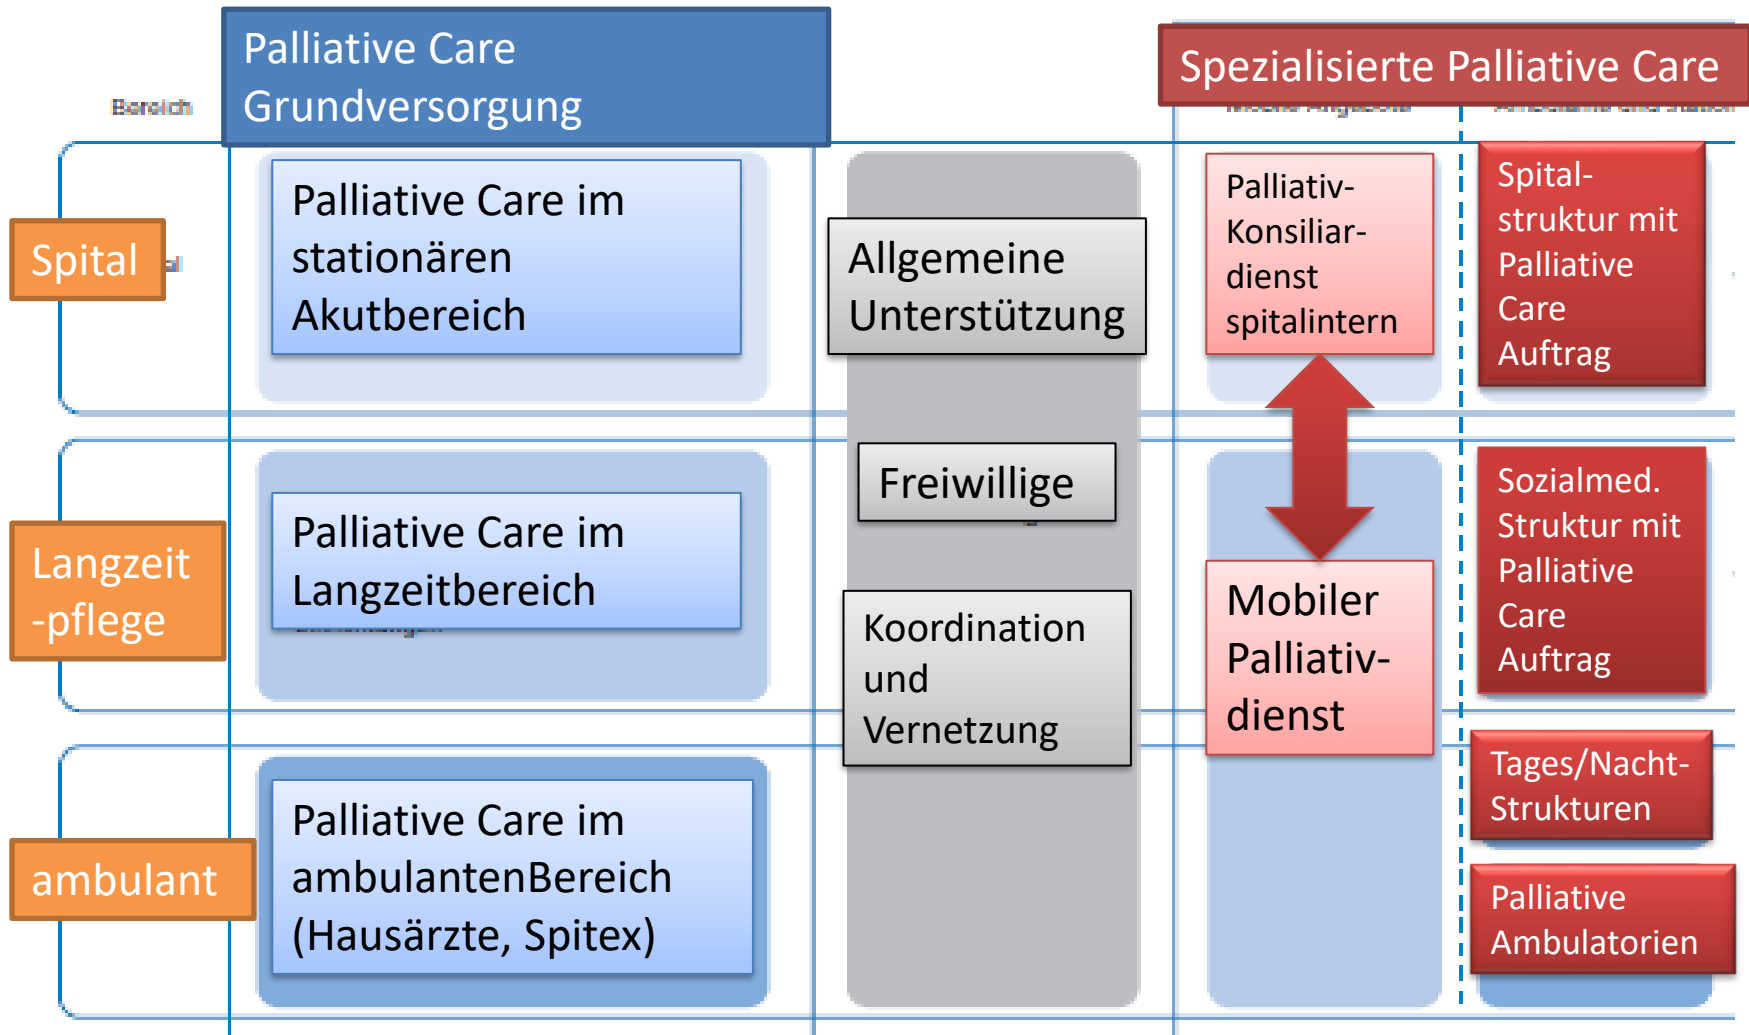 Palliative Care
Grundversorgung
Spezialisierte Palliative Care
Bereich
Spital
Palliative Care im
stationären
Akutbereich
Allgemeine
Unterstützung
Palliativ-
Konsiliar-
dienst
spitalintern
Spital-
struktur mit
Palliative
Care
Auftrag
Langzeit
-pflege
Palliative Care im
Langzeitbereich
Freiwillige
Koordination
und
Vernetzung
Mobiler
Palliativ-
dienst
Sozialmed.
Struktur mit
Palliative
Care
Auftrag
ambulant
Palliative Care im
ambulantenBereich
(Hausärzte, Spitex)
Tages/Nacht-
Strukturen
Palliative
Ambulatorien